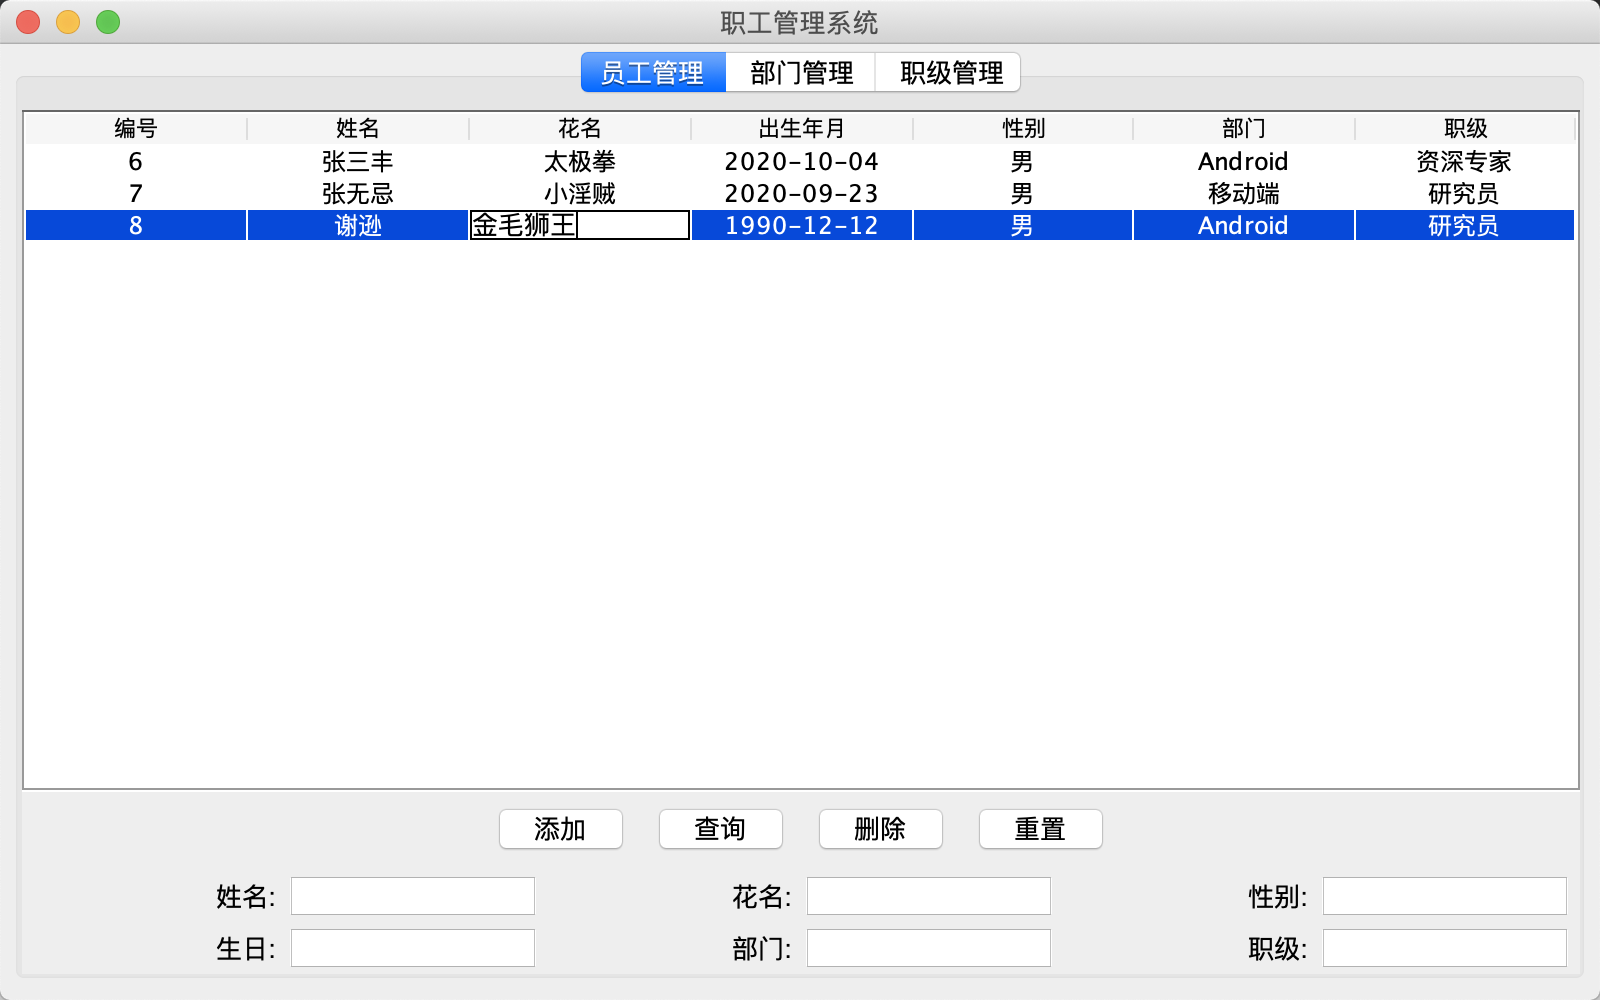 职工管理系统
员工管理 部门管理 职级管理
编号 姓名 花名 出生年月 性别 部门 职级
6 张三丰 太极拳 2020-10-04 男 Android 资深专家
7 张无忌 小淫贼 2020-09-23 男 移动端 研究员
8 谢逊 金毛狮王 1990-12-12 男 Android 研究员
添加 查询 删除 重置
姓名: 花名: 性别:
生日: 部门: 职级: